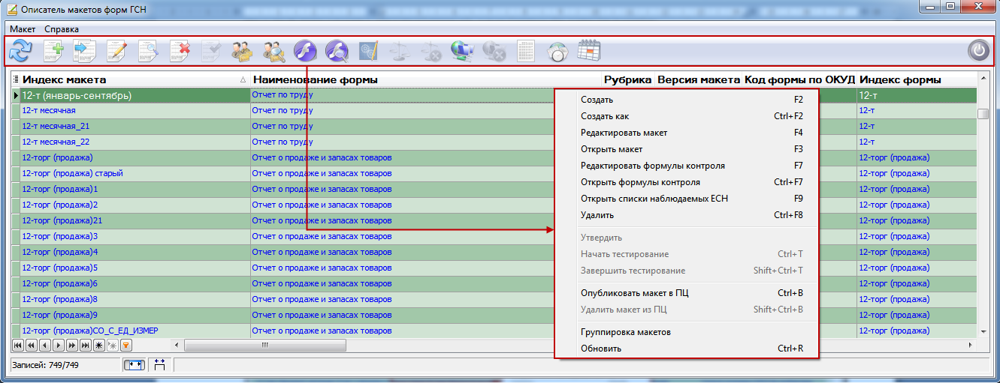 Описатель макетов форм ГСН
Макет Справка
Индекс макета Наименование формы Рубрика Версия макета Код формы по ОКУД Индекс формы
12-т (январь-сентябрь) Отчет по труду 12-т
12-т месячная Отчет по труду 12-т
12-т месячная_21 Отчет по труду 12-т
12-т месячная_22 Отчет по труду 12-т
12-торг (продажа) Отчет о продаже и запасах товаров 12-торг (продажа)
12-торг (продажа) старый Отчет о продаже и запасах товаров 12-торг (продажа)
12-торг (продажа)1 Отчет о продаже и запасах товаров 12-торг (продажа)
12-торг (продажа)2 Отчет о продаже и запасах товаров 12-торг (продажа)
12-торг (продажа)21 Отчет о продаже и запасах товаров 12-торг (продажа)
12-торг (продажа)3 Отчет о продаже и запасах товаров 12-торг (продажа)
12-торг (продажа)4 Отчет о продаже и запасах товаров 12-торг (продажа)
12-торг (продажа)5 Отчет о продаже и запасах товаров 12-торг (продажа)
12-торг (продажа)6 Отчет о продаже и запасах товаров 12-торг (продажа)
12-торг (продажа)8 Отчет о продаже и запасах товаров 12-торг (продажа)
12-торг (продажа)9 Отчет о продаже и запасах товаров 12-торг (продажа)
12-торг (продажа)СО_С_ЕД_ИЗМЕР Отчет о продаже и запасах товаров 12-торг (продажа)
Создать F2
Создать как Ctrl+F2
Редактировать макет F4
Открыть макет F3
Редактировать формулы контроля F7
Открыть формулы контроля Ctrl+F7
Открыть списки наблюдаемых ЕСН F9
Удалить Ctrl+F8
Утвердить
Начать тестирование Ctrl+T
Завершить тестирование Shift+Ctrl+T
Опубликовать макет в ПЦ Ctrl+B
Удалить макет из ПЦ Shift+Ctrl+B
Группировка макетов
Обновить Ctrl+R
Записей: 749/749